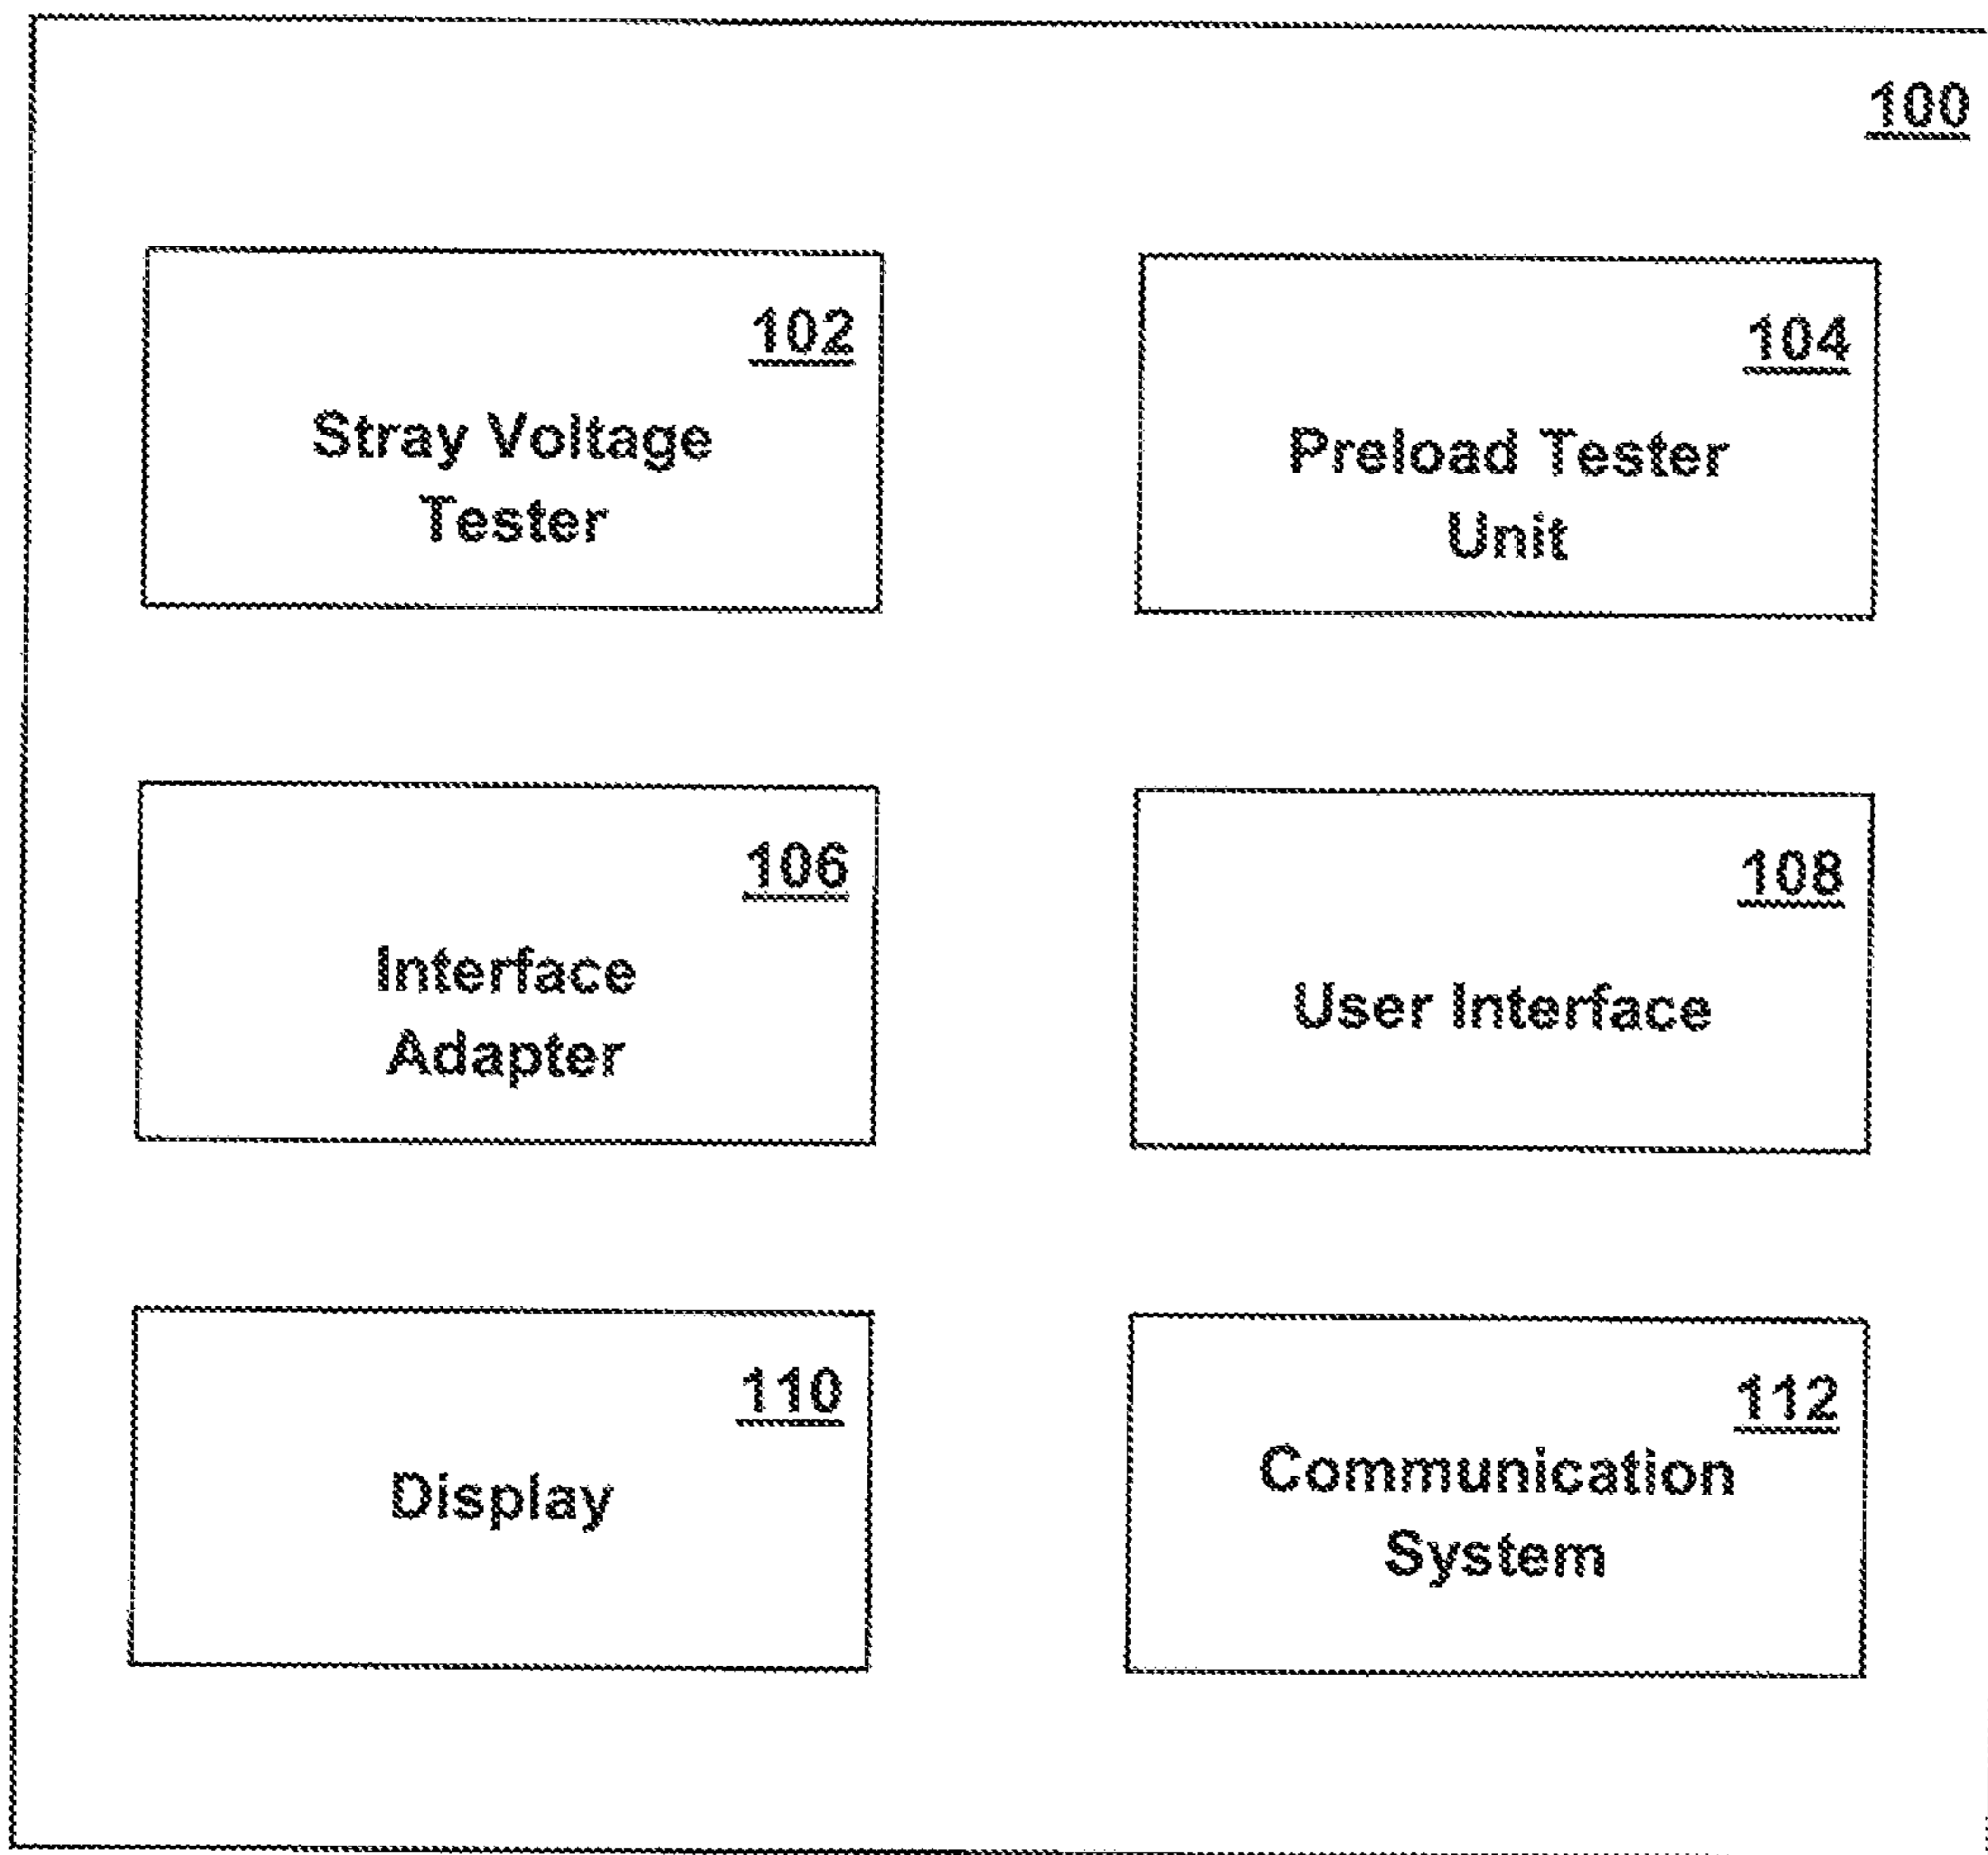 100
102
Stray Voltage
Tester
104
Preload Tester
Unit
106
Interface
Adapter
108
User Interface
110
Display
112
Communication
System